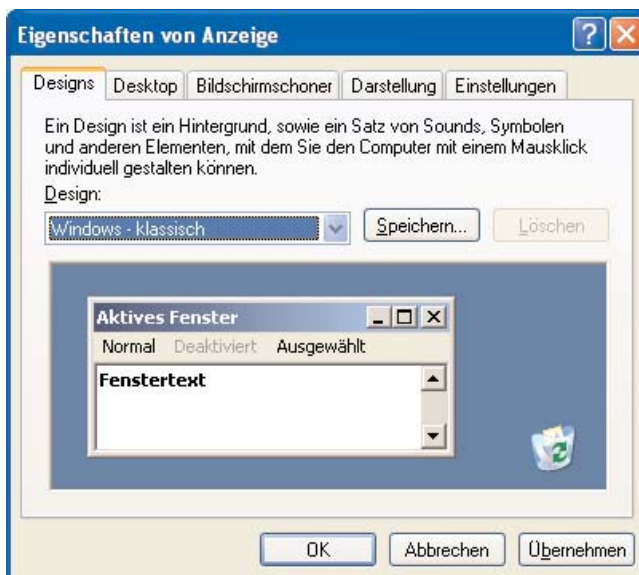 Eigenschaften von Anzeige
Designs Desktop Bildschirmschoner Darstellung Einstellungen
Ein Design ist ein Hintergrund, sowie ein Satz von Sounds, Symbolen
und anderen Elementen, mit dem Sie den Computer mit einem Mausklick
individuell gestalten können.
Design:
Windows - klassisch Speichern... Löschen
Aktives Fenster
Normal Deaktiviert Ausgewählt
Fenstertext
OK Abbrechen Übernehmen